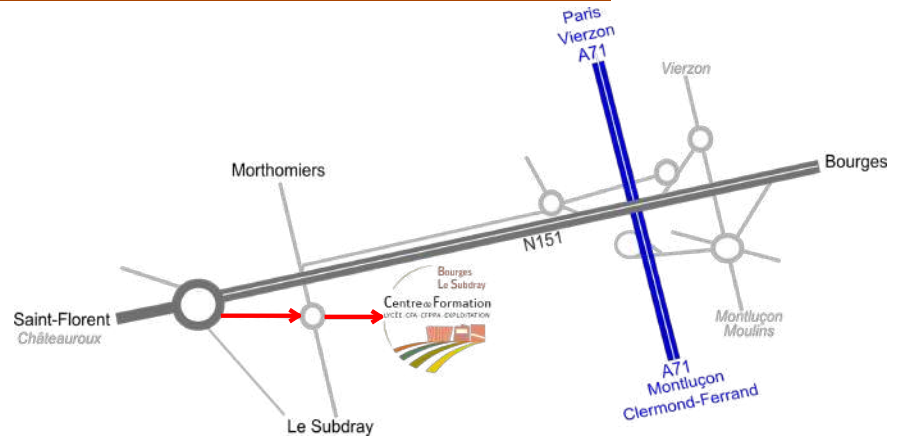 Paris
Vierzon
A71
Vierzon
Bourges
Morthomiers
N151
Bourges
Le Subdray
Centre de Formation
LYCÉE CFA CFPPA EXPLOITATION
Saint-Florent
Châteauroux
Montluçon
Moulins
A71
Montluçon
Clermond-Ferrand
Le Subdray